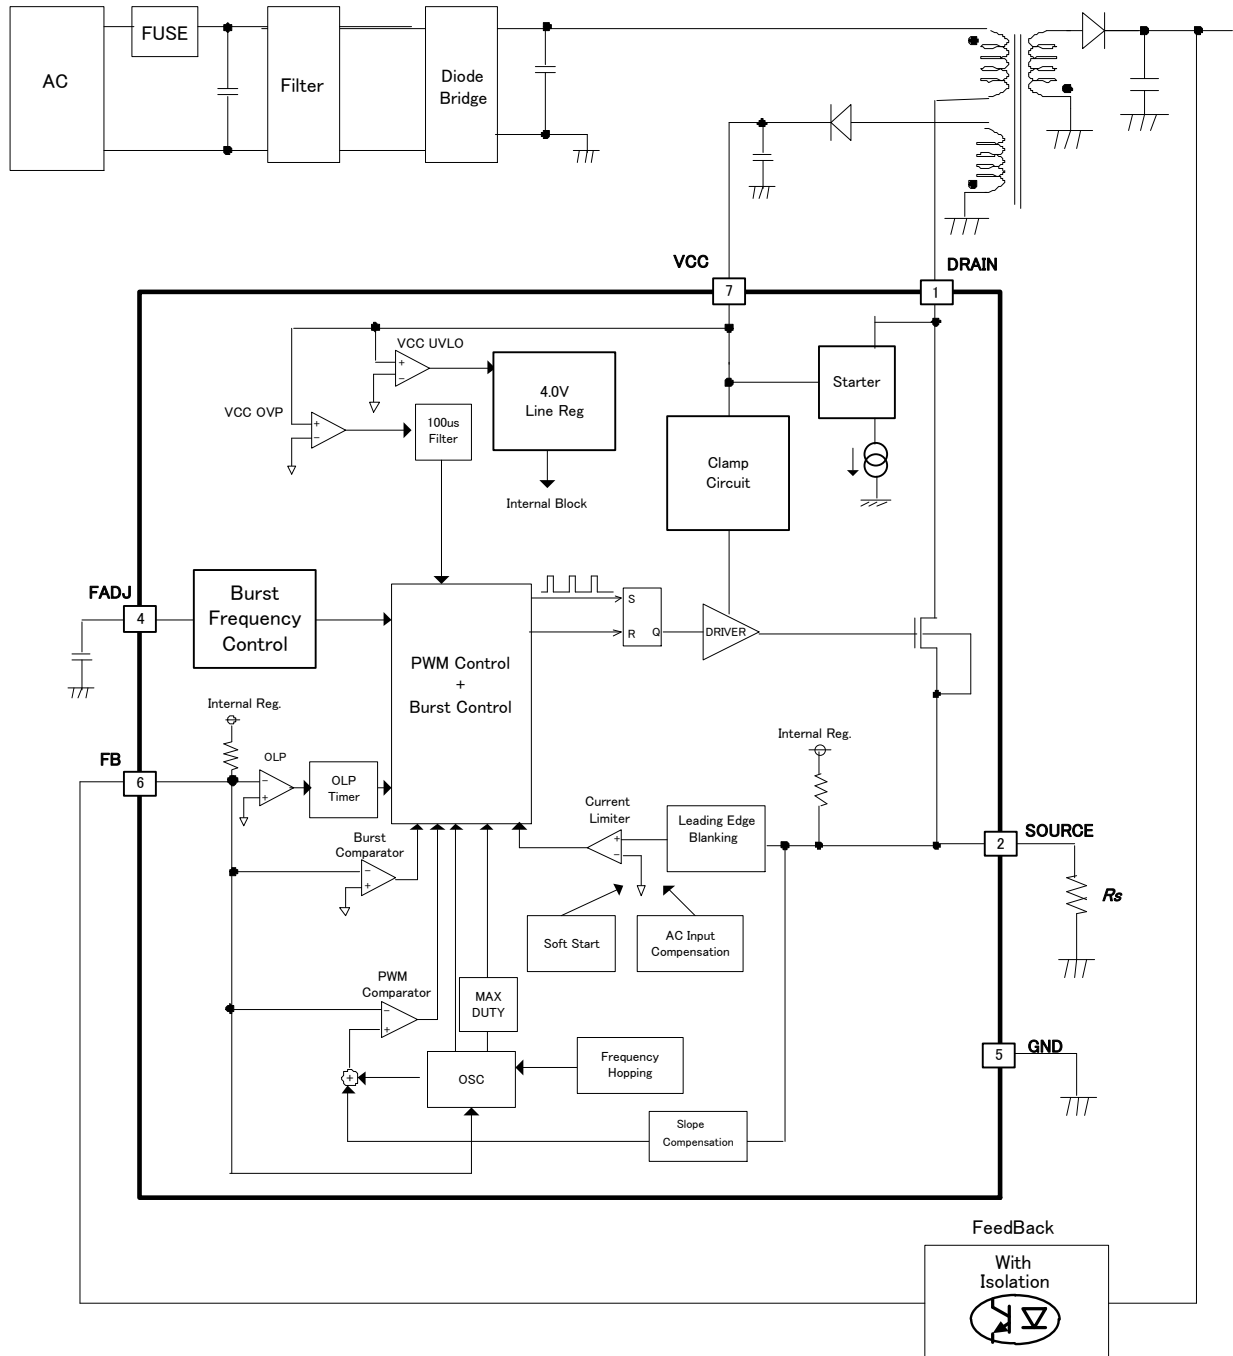 FUSE
AC
Filter
Diode
Bridge
VCC
DRAIN
7
1
VCC UVLO
+
−
4.0V
Line Reg
Starter
VCC OVP
+
−
100us
Filter
Clamp
Circuit
Internal Block
FADJ
4
Burst
Frequency
Control
S
R
Q
DRIVER
PWM Control
+
Burst Control
Internal Reg.
Internal Reg.
FB
6
OLP
−
+
OLP
Timer
Current
Limiter
+
−
Leading Edge
Blanking
SOURCE
2
Burst
Comparator
−
+
Rs
Soft Start
AC Input
Compensation
PWM
Comparator
−
+
MAX
DUTY
GND
5
+
OSC
Frequency
Hopping
Slope
Compensation
FeedBack
With
Isolation